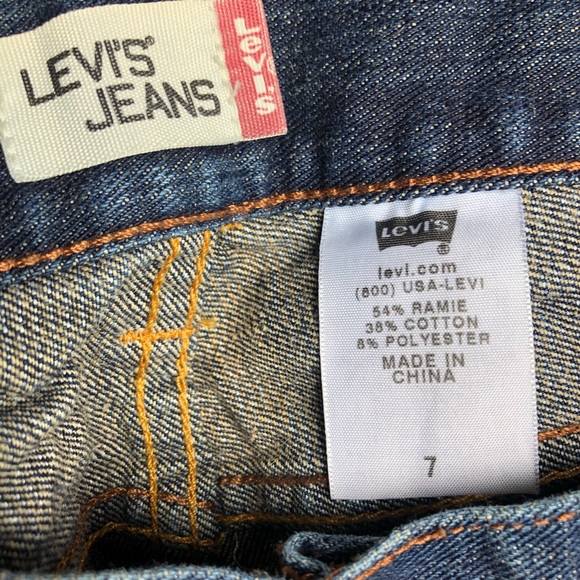 LEVI'S®
JEANS
Levi's
LEVI'S
®
levi.com
(800) USA-LEVI
54% RAMIE
38% COTTON
8% POLYESTER
MADE IN
CHINA
7